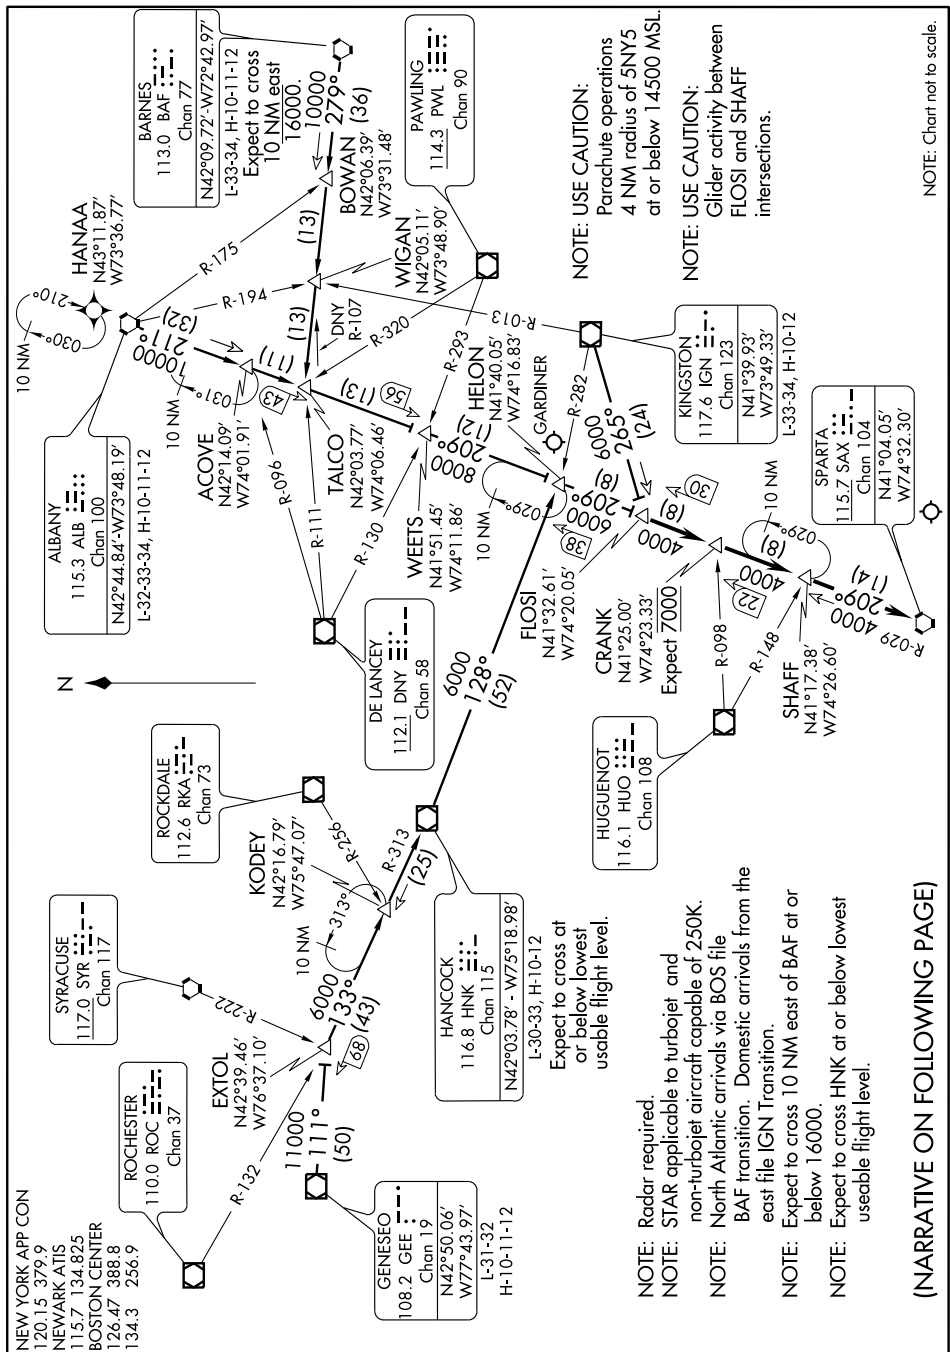 NEW YORK APP CON
120.15 379.9
NEWARK ATIS
115.7 134.825
BOSTON CENTER
126.47 388.8
134.3 256.9
ROCHESTER
110.0 ROC
Chan 37
R-132
SYRACUSE
117.0 SYR
Chan 117
R-222
EXTOL
N42°39.46'
W76°37.10'
GENESEO
108.2 GEE
Chan 19
N42°50.06'
W77°43.97'
L-31-32
H-10-11-12
11000
111°
(50)
68
6000
133°
(43)
10 NM
313°
ROCKDALE
112.6 RKA
Chan 73
R-256
KODEY
N42°16.79'
W75°47.07'
R-313
(25)
HANCOCK
116.8 HNK
Chan 115
N42°03.78' - W75°18.98'
L-30-33, H-10-12
Expect to cross at
or below lowest
usable flight level.
6000
128°
(52)
N
ALBANY
115.3 ALB
Chan 100
N42°44.84'-W73°48.19'
L-32-33-34, H-10-11-12
10 NM
030°
210°
HANAA
N43°11.87'
W73°36.77'
BARNES
113.0 BAF
Chan 77
N42°09.72'-W72°42.97'
L-33-34, H-10-11-12
Expect to cross
10 NM east
16000.
10000
279°
(36)
BOWAN
N42°06.39'
W73°31.48'
R-175
R-194
(13)
WIGAN
N42°05.11'
W73°48.90'
(13)
DNY
R-107
R-320
10000
211°
(32)
10 NM
031°
ACOVE
N42°14.09'
W74°01.91'
(11)
43
TALCO
N42°03.77'
W74°06.46'
R-096
R-111
R-130
DE LANCEY
112.1 DNY
Chan 58
(13)
56
WEETS
N41°51.45'
W74°11.86'
PAWLING
114.3 PWL
Chan 90
R-293
R-013
8000
209°
(12)
10 NM
029°
HELON
N41°40.05'
W74°16.83'
GARDINER
R-282
KINGSTON
117.6 IGN
Chan 123
N41°39.93'
W73°49.33'
L-33-34, H-10-12
6000
265°
(24)
6000
209°
(8)
38
FLOSI
N41°32.61'
W74°20.05'
4000
(8)
30
CRANK
N41°25.00'
W74°23.33'
Expect 7000
R-098
22
4000
(8)
10 NM
029°
R-148
SHAFF
N41°17.38'
W74°26.60'
HUGUENOT
116.1 HUO
Chan 108
4000
209°
(14)
R-029
SPARTA
115.7 SAX
Chan 104
N41°04.05'
W74°32.30'
NOTE: USE CAUTION:
Parachute operations
4 NM radius of 5NY5
at or below 14500 MSL.
NOTE: USE CAUTION:
Glider activity between
FLOSI and SHAFF
intersections.
NOTE: Radar required.
NOTE: STAR applicable to turbojet and
non-turbojet aircraft capable of 250K.
NOTE: North Atlantic arrivals via BOS file
BAF transition. Domestic arrivals from the
east file IGN Transition.
NOTE: Expect to cross 10 NM east of BAF at or
below 16000.
NOTE: Expect to cross HNK at or below lowest
useable flight level.
(NARRATIVE ON FOLLOWING PAGE)
NOTE: Chart not to scale.